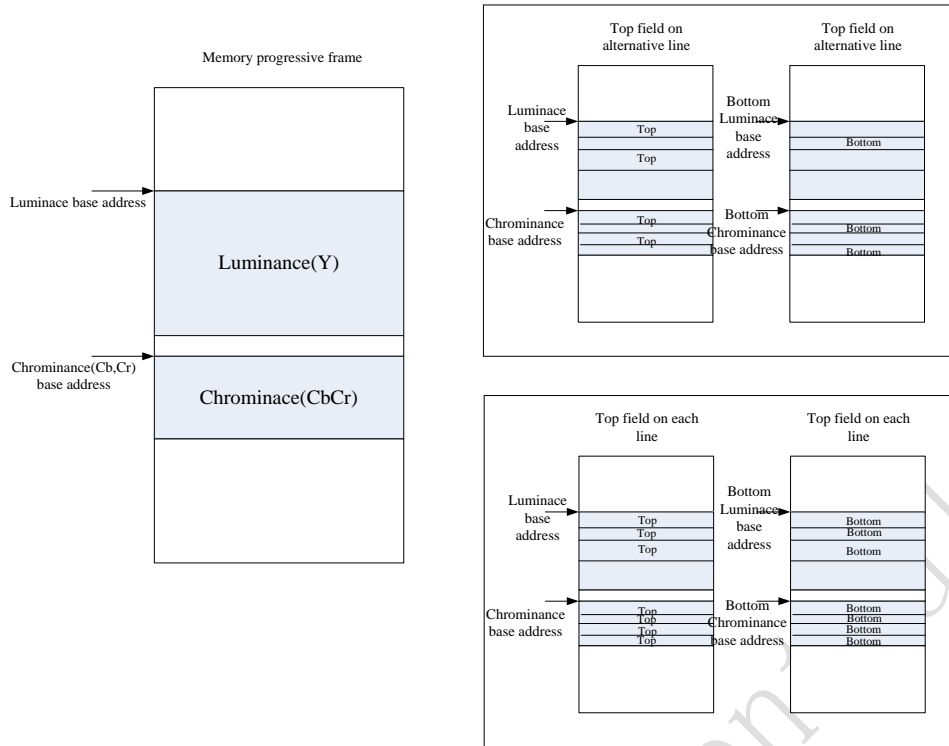 Memory progressive frame
Luminace base address
Luminance(Y)
Chrominance(Cb,Cr)
base address
Chrominace(CbCr)
Top field on
alternative line
Top field on
alternative line
Luminace
base
address
Top
Top
Bottom
Luminace
base
address
Bottom
Chrominance
base address
Top
Top
Bottom
Chrominance
base address
Bottom
Bottom
Top field on each
line
Top field on each
line
Luminace
base
address
Top
Top
Top
Bottom
Luminace
base
address
Bottom
Bottom
Bottom
Chrominance
base address
Top
Top
Top
Top
Bottom
Chrominance
base address
Bottom
Bottom
Bottom
Bottom